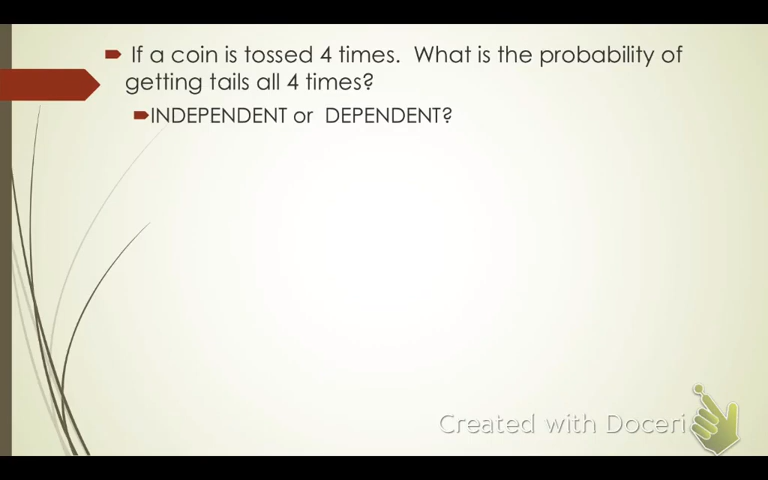 If a coin is tossed 4 times. What is the probability of
getting tails all 4 times?
INDEPENDENT or DEPENDENT?
Created with Doceri